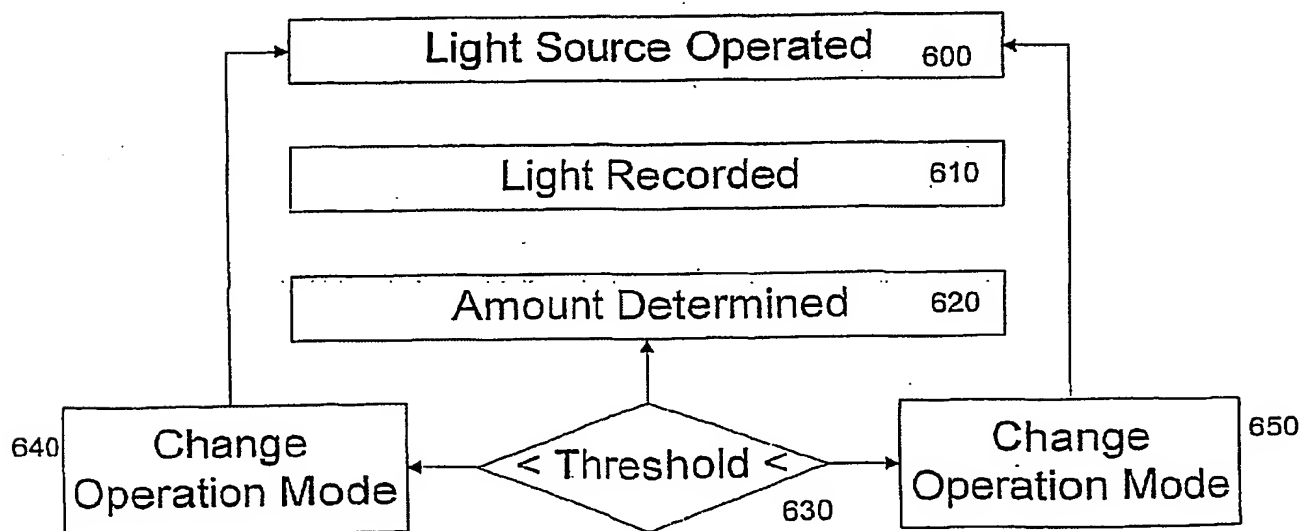 Light Source Operated 600
Light Recorded 610
Amount Determined 620
640 Change
Operation Mode
< Threshold <
630
Change 650
Operation Mode